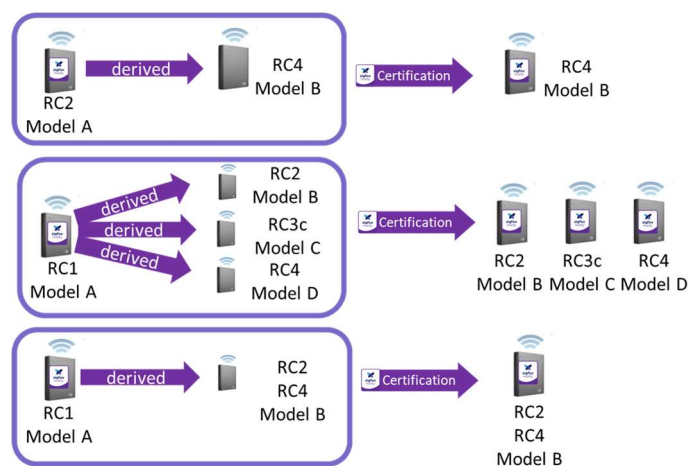 derived
RC2
Model A
RC4
Model B
Certification
RC4
Model B
derived
derived
derived
RC1
Model A
RC2
Model B
RC3c
Model C
RC4
Model D
Certification
RC2
Model B
RC3c
Model C
RC4
Model D
derived
RC1
Model A
RC2
RC4
Model B
Certification
RC2
RC4
Model B